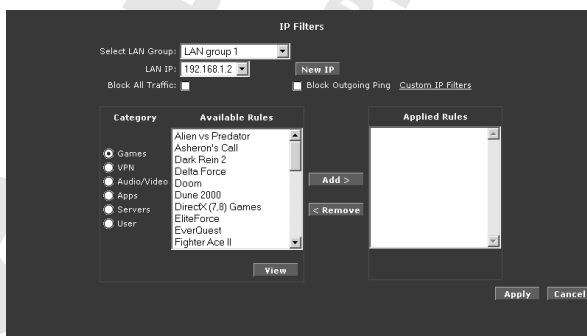 IP Filters
Select LAN Group: LAN group 1
LAN IP: 192.168.1.2 New IP
Block All Traffic: Block Outgoing Ping Custom IP Filters
Category Available Rules Applied Rules
Games
VPN
Audio/Video
Apps
Servers
User
Alien vs Predator
Asheron's Call
Dark Rein 2
Delta Force
Doom
Dune 2000
DirectX (7,8) Games
EliteForce
EverQuest
Fighter Ace II
Add >
< Remove
View
Apply Cancel